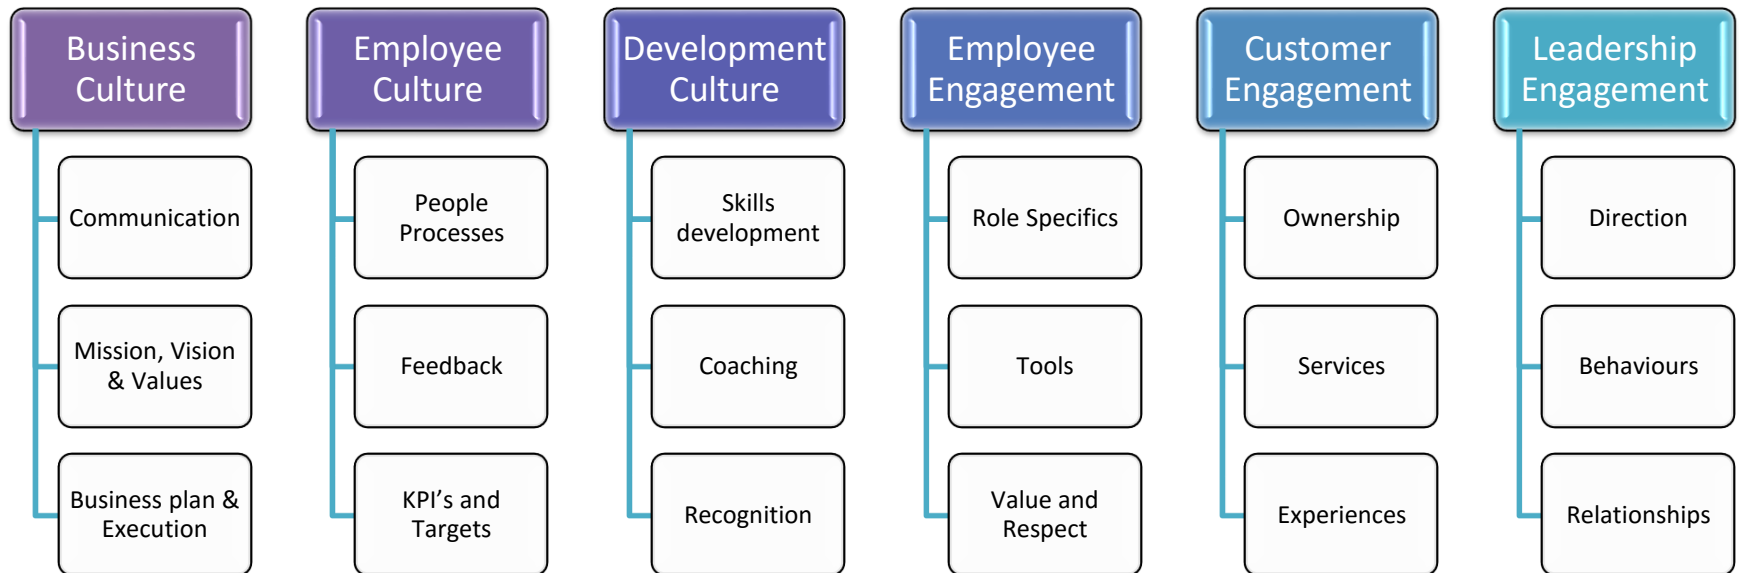 Business
Culture
Communication
Mission, Vision
& Values
Business plan &
Execution
Employee
Culture
People
Processes
Feedback
KPI’s and
Targets
Development
Culture
Skills
development
Coaching
Recognition
Employee
Engagement
Role Specifics
Tools
Value and
Respect
Customer
Engagement
Ownership
Services
Experiences
Leadership
Engagement
Direction
Behaviours
Relationships